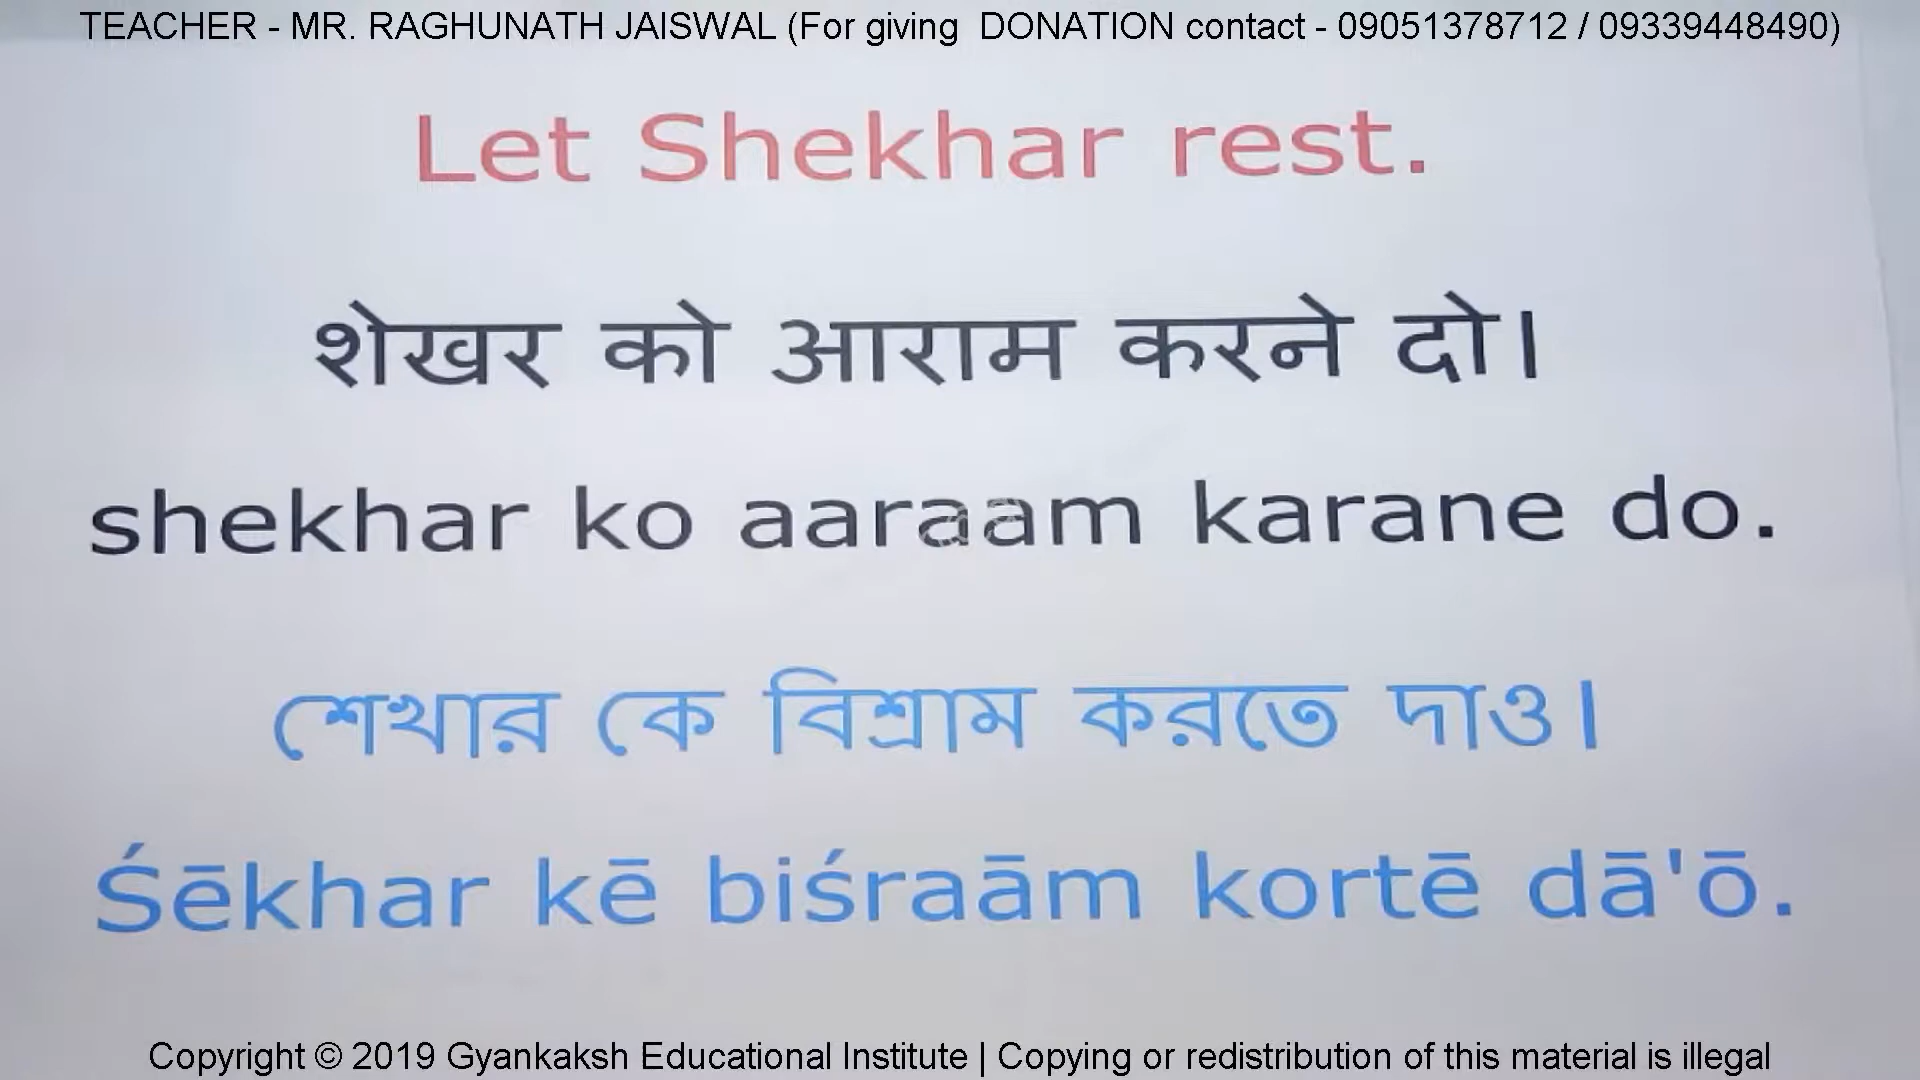 TEACHER - MR. RAGHUNATH JAISWAL (For giving  DONATION contact - 09051378712 / 09339448490)
Let Shekhar rest.
शेखर को आराम करने दो।
shekhar ko aaraam karane do.
শেখার কে বিশ্রাম করতে দাও।
Śēkhar kē biśraām kortē dā'ō.
Copyright © 2019 Gyankaksh Educational Institute | Copying or redistribution of this material is illegal